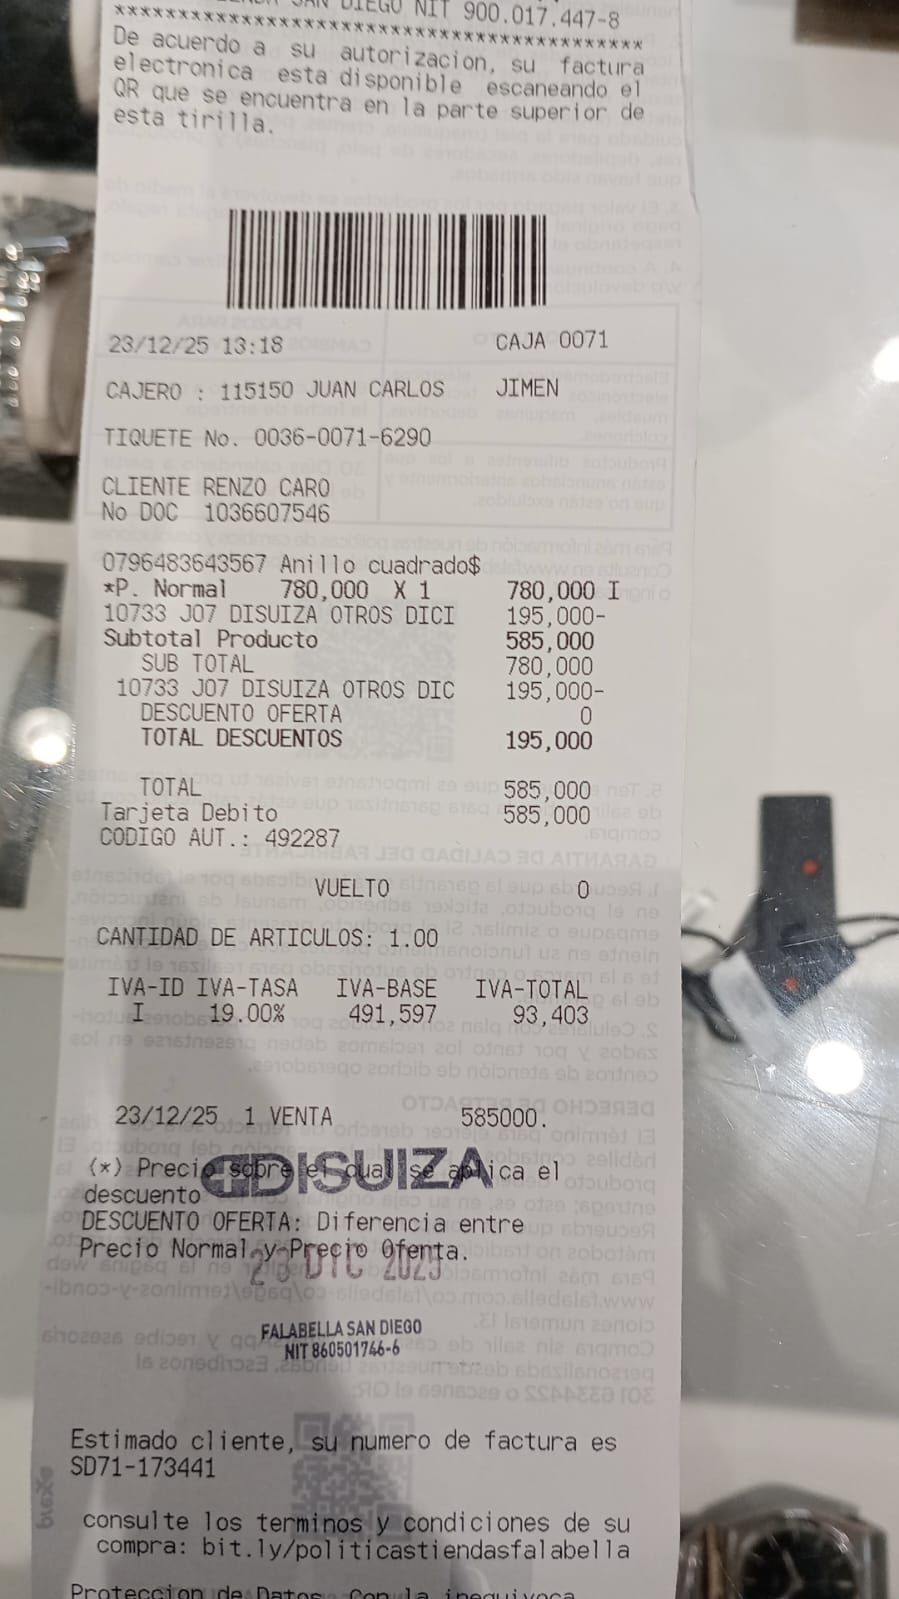 SAN DIEGO NIT 900.017.447-8
******************************************
De acuerdo a su autorizacion, su factura
electronica esta disponible escaneando el
QR que se encuentra en la parte superior de
esta tirilla.
23/12/25 13:18 CAJA 0071
CAJERO : 115150 JUAN CARLOS JIMEN
TIQUETE No. 0036-0071-6290
CLIENTE RENZO CARO
No DOC 1036607546
0796483643567 Anillo cuadrado$
*P. Normal 780,000 X 1 780,000 I
10733 J07 DISUIZA OTROS DICI 195,000-
Subtotal Producto 585,000
SUB TOTAL 780,000
10733 J07 DISUIZA OTROS DIC 195,000-
DESCUENTO OFERTA 0
TOTAL DESCUENTOS 195,000
TOTAL 585,000
Tarjeta Debito 585,000
CODIGO AUT.: 492287
VUELTO 0
CANTIDAD DE ARTICULOS: 1.00
IVA-ID IVA-TASA IVA-BASE IVA-TOTAL
I 19.00% 491,597 93,403
23/12/25 1 VENTA 585000.
(*) Precio sobre el cual se aplica el
DISUIZA
descuento
DESCUENTO OFERTA: Diferencia entre
Precio Normal y Precio Oferta.
23 DIC 2025
FALABELLA SAN DIEGO
NIT 860501746-6
Estimado cliente, su numero de factura es
SD71-173441
consulte los terminos y condiciones de su
compra: bit.ly/politicastiendasfalabella
Proteccion de Datos. Con la inequivoca